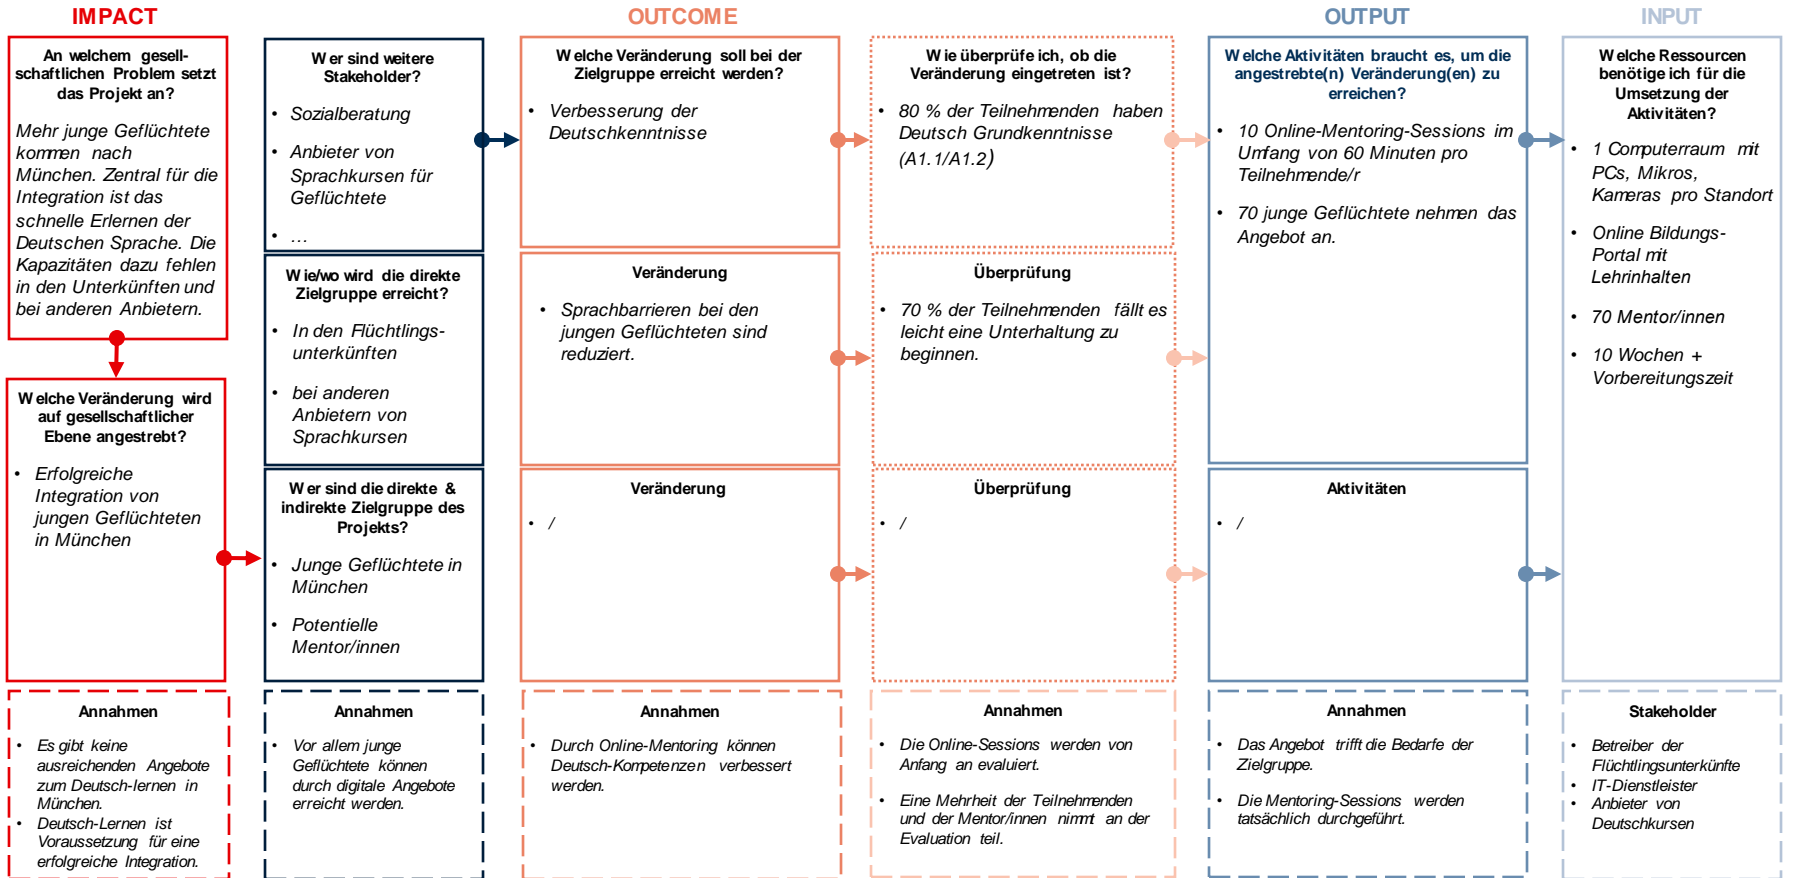 IMPACT
OUTCOME
OUTPUT
INPUT
An welchem gesell-
schaftlichen Problem setzt
das Projekt an?
Mehr junge Geflüchtete
kommen nach
München. Zentral für die
Integration ist das
schnelle Erlernen der
Deutschen Sprache. Die
Kapazitäten dazu fehlen
in den Unterkünften und
bei anderen Anbietern.
Welche Veränderung wird
auf gesellschaftlicher
Ebene angestrebt?
• Erfolgreiche
Integration von
jungen Geflüchteten
in München
Wer sind weitere
Stakeholder?
• Sozialberatung
• Anbieter von
Sprachkursen für
Geflüchtete
• …
Wie/wo wird die direkte
Zielgruppe erreicht?
• In den Flüchtlings-
unterkünften
• bei anderen
Anbietern von
Sprachkursen
Wer sind die direkte &
indirekte Zielgruppe des
Projekts?
• Junge Geflüchtete in
München
• Potentielle
Mentor/innen
Welche Veränderung soll bei der
Zielgruppe erreicht werden?
• Verbesserung der
Deutschkenntnisse
Veränderung
• Sprachbarrieren bei den
jungen Geflüchteten sind
reduziert.
Veränderung
• /
Wie überprüfe ich, ob die
Veränderung eingetreten ist?
• 80 % der Teilnehmenden haben
Deutsch Grundkenntnisse
(A1.1/A1.2)
Überprüfung
• 70 % der Teilnehmenden fällt es
leicht eine Unterhaltung zu
beginnen.
Überprüfung
• /
Welche Aktivitäten braucht es, um die
angestrebte(n) Veränderung(en) zu
erreichen?
• 10 Online-Mentoring-Sessions im
Umfang von 60 Minuten pro
Teilnehmende/r
• 70 junge Geflüchtete nehmen das
Angebot an.
Aktivitäten
• /
Welche Ressourcen
benötige ich für die
Umsetzung der
Aktivitäten?
• 1 Computerraum mit
PCs, Mikros,
Kameras pro Standort
• Online Bildungs-
Portal mit
Lehrinhalten
• 70 Mentor/innen
• 10 Wochen +
Vorbereitungszeit
Annahmen
• Es gibt keine
ausreichenden Angebote
zum Deutsch-lernen in
München.
• Deutsch-Lernen ist
Voraussetzung für eine
erfolgreiche Integration.
Annahmen
• Vor allem junge
Geflüchtete können
durch digitale Angebote
erreicht werden.
Annahmen
• Durch Online-Mentoring können
Deutsch-Kompetenzen verbessert
werden.
Annahmen
• Die Online-Sessions werden von
Anfang an evaluiert.
• Eine Mehrheit der Teilnehmenden
und der Mentor/innen nimmt an der
Evaluation teil.
Annahmen
• Das Angebot trifft die Bedarfe der
Zielgruppe.
• Die Mentoring-Sessions werden
tatsächlich durchgeführt.
Stakeholder
• Betreiber der
Flüchtlingsunterkünfte
• IT-Dienstleister
• Anbieter von
Deutschkursen